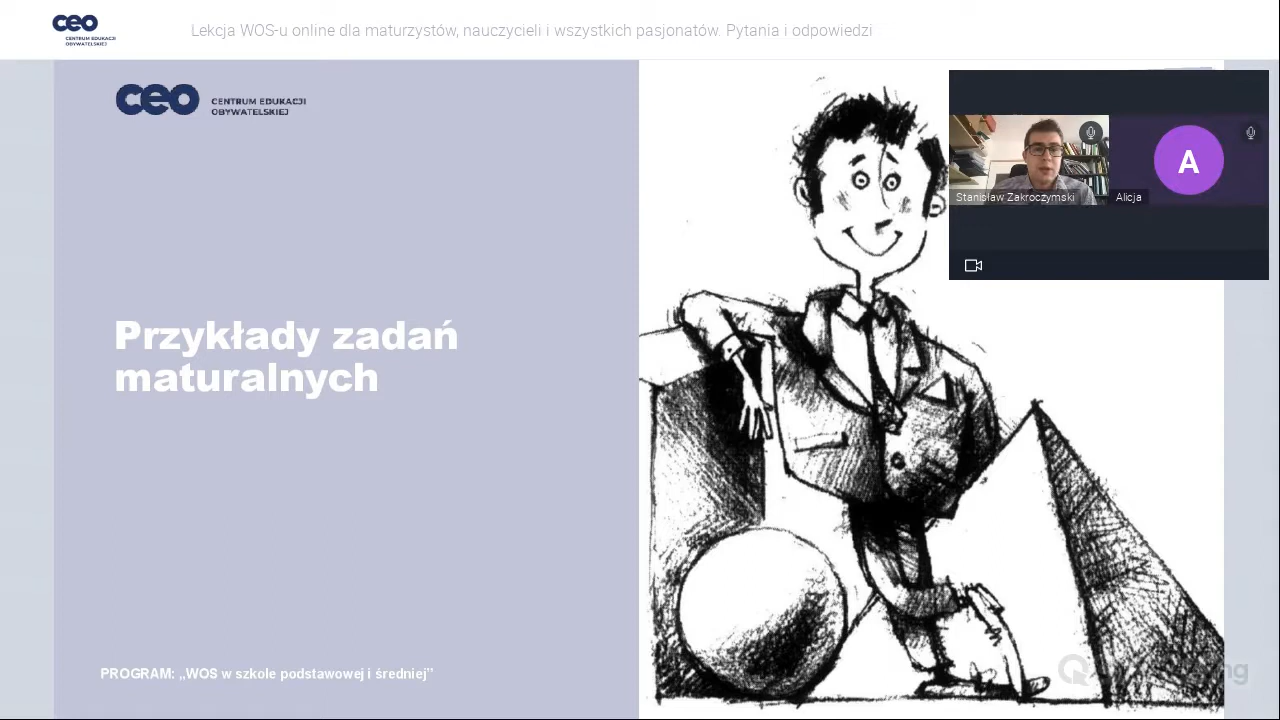 ceo
CENTRUM EDUKACJI
OBYWATELSKIEJ
Lekcja WOS-u online dla maturzystów, nauczycieli i wszystkich pasjonatów. Pytania i odpowiedzi
ceo
CENTRUM EDUKACJI
OBYWATELSKIEJ
A
Stanisław Zakroczymski
Alicja
Przykłady zadań
maturalnych
PROGRAM: „WOS w szkole podstawowej i średniej”